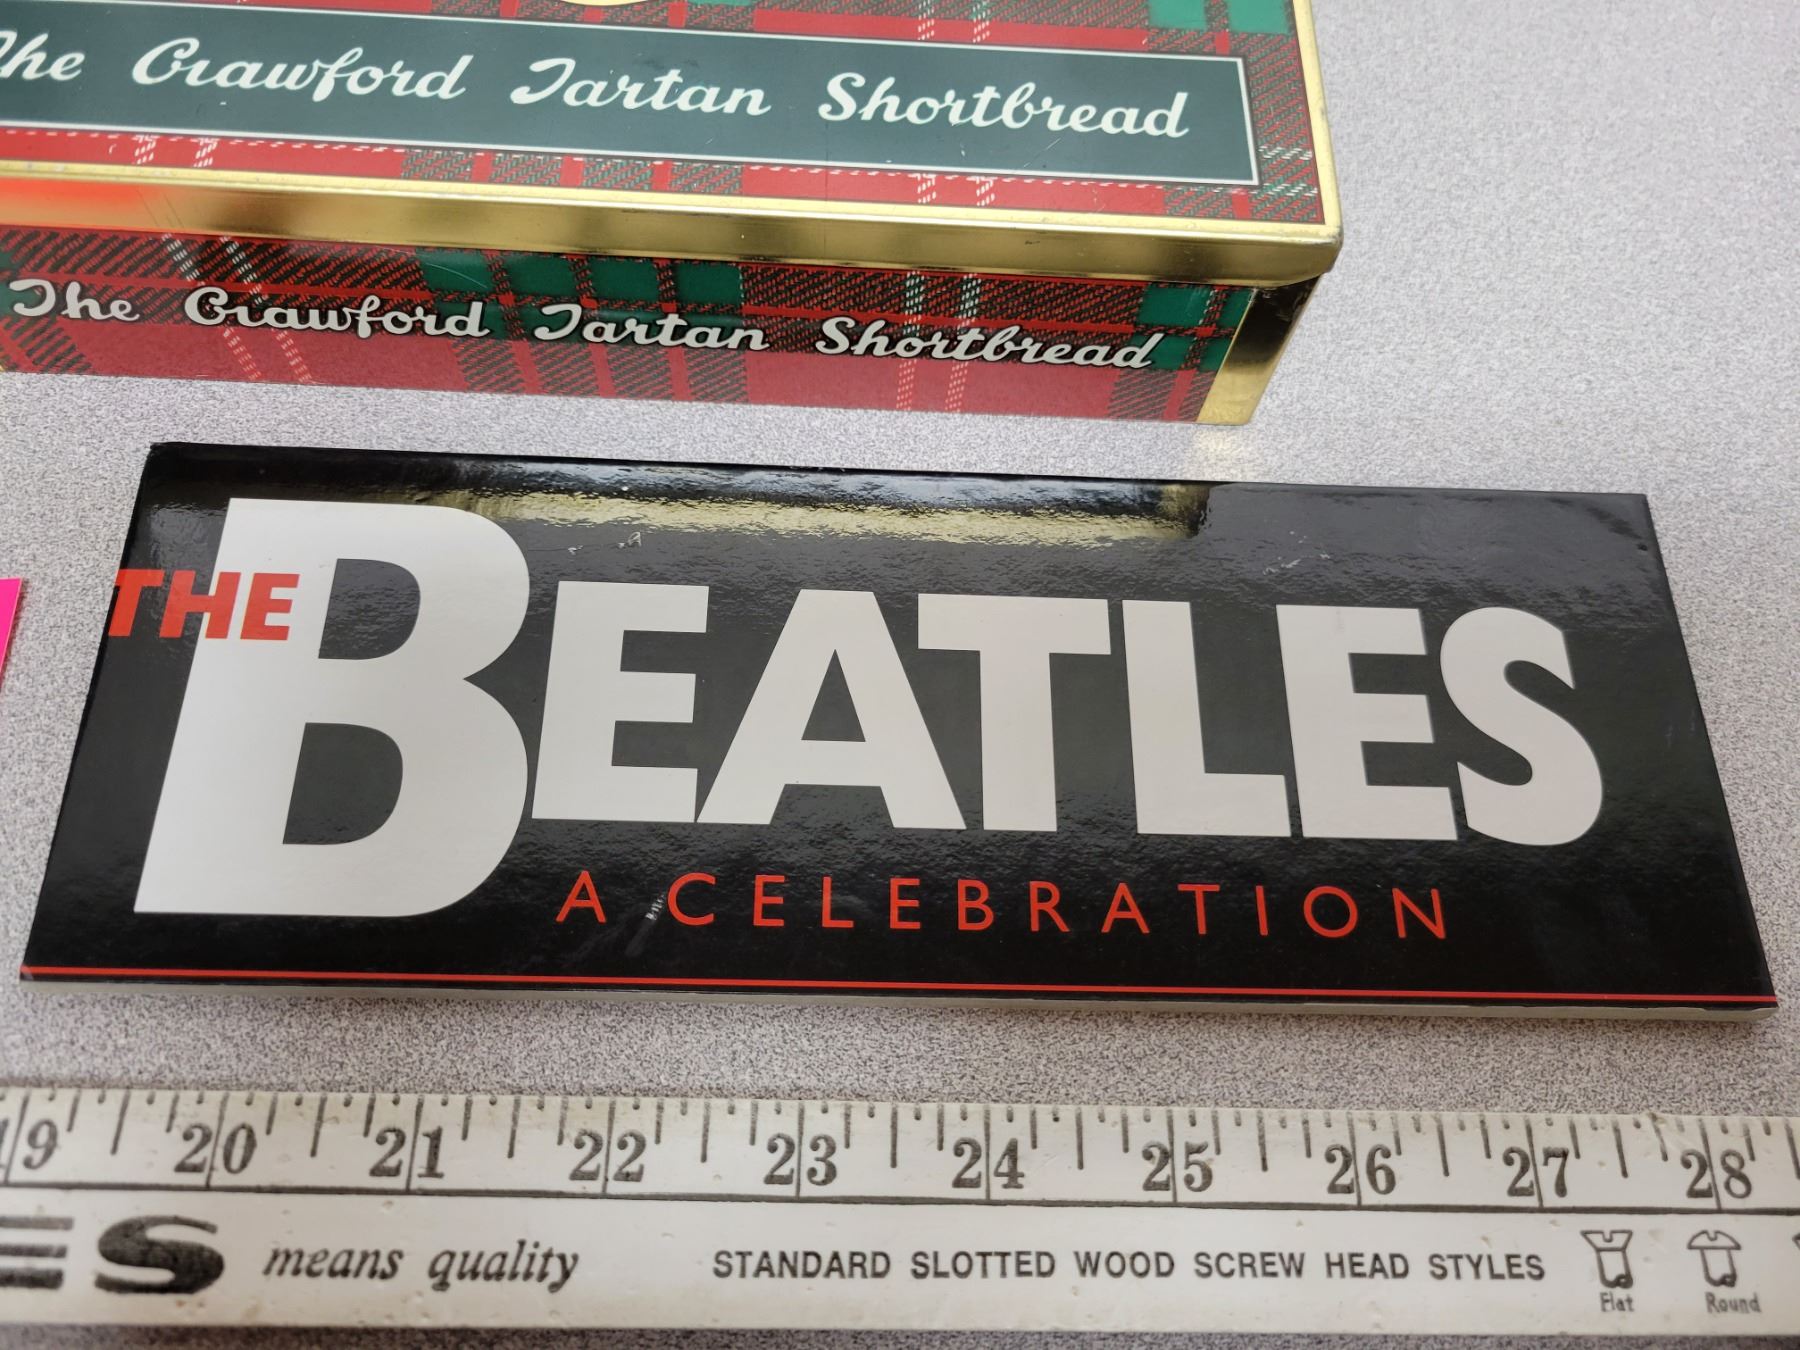 The Crawford Tartan Shortbread
The Crawford Tartan Shortbread
THE BEATLES
A CELEBRATION
19 20 21 22 23 24 25 26 27 28
means quality STANDARD SLOTTED WOOD SCREW HEAD STYLES
Flat Round